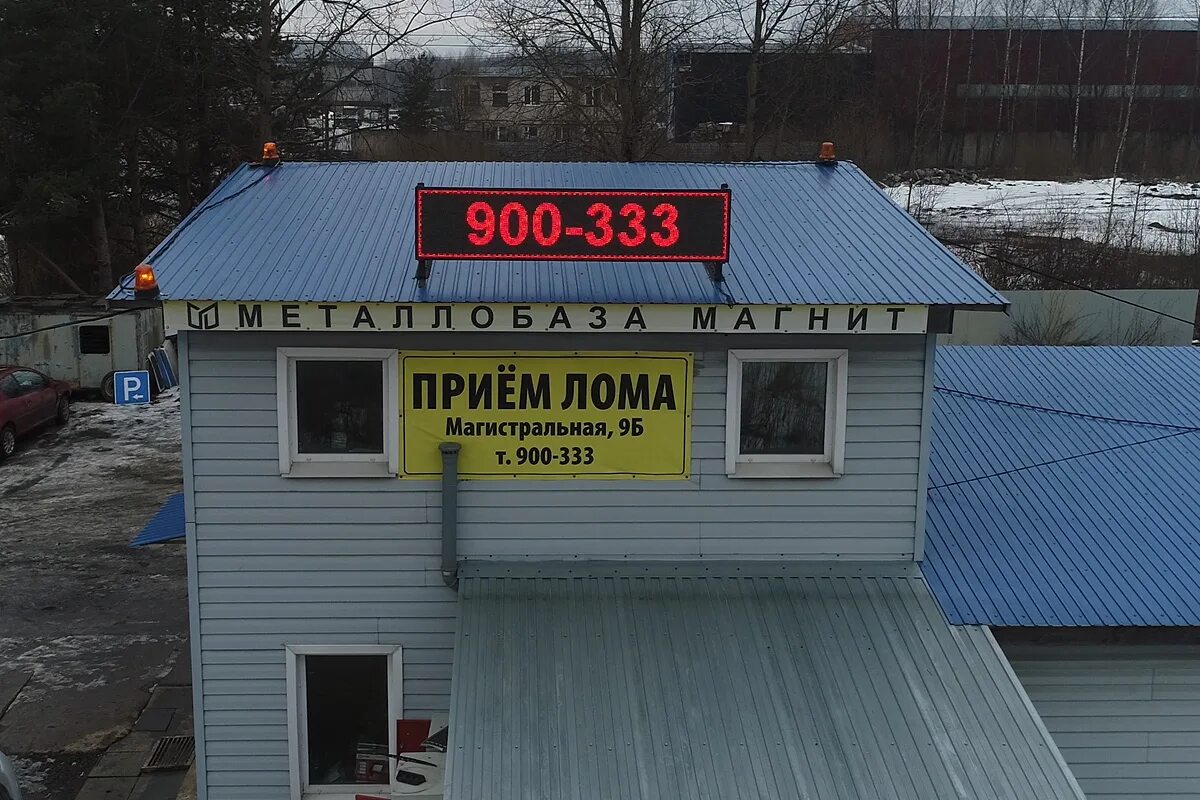 900-333
МЕТАЛЛОБАЗА МАГНИТ
ПРИЁМ ЛОМА
Магистральная, 9Б
т. 900-333
P